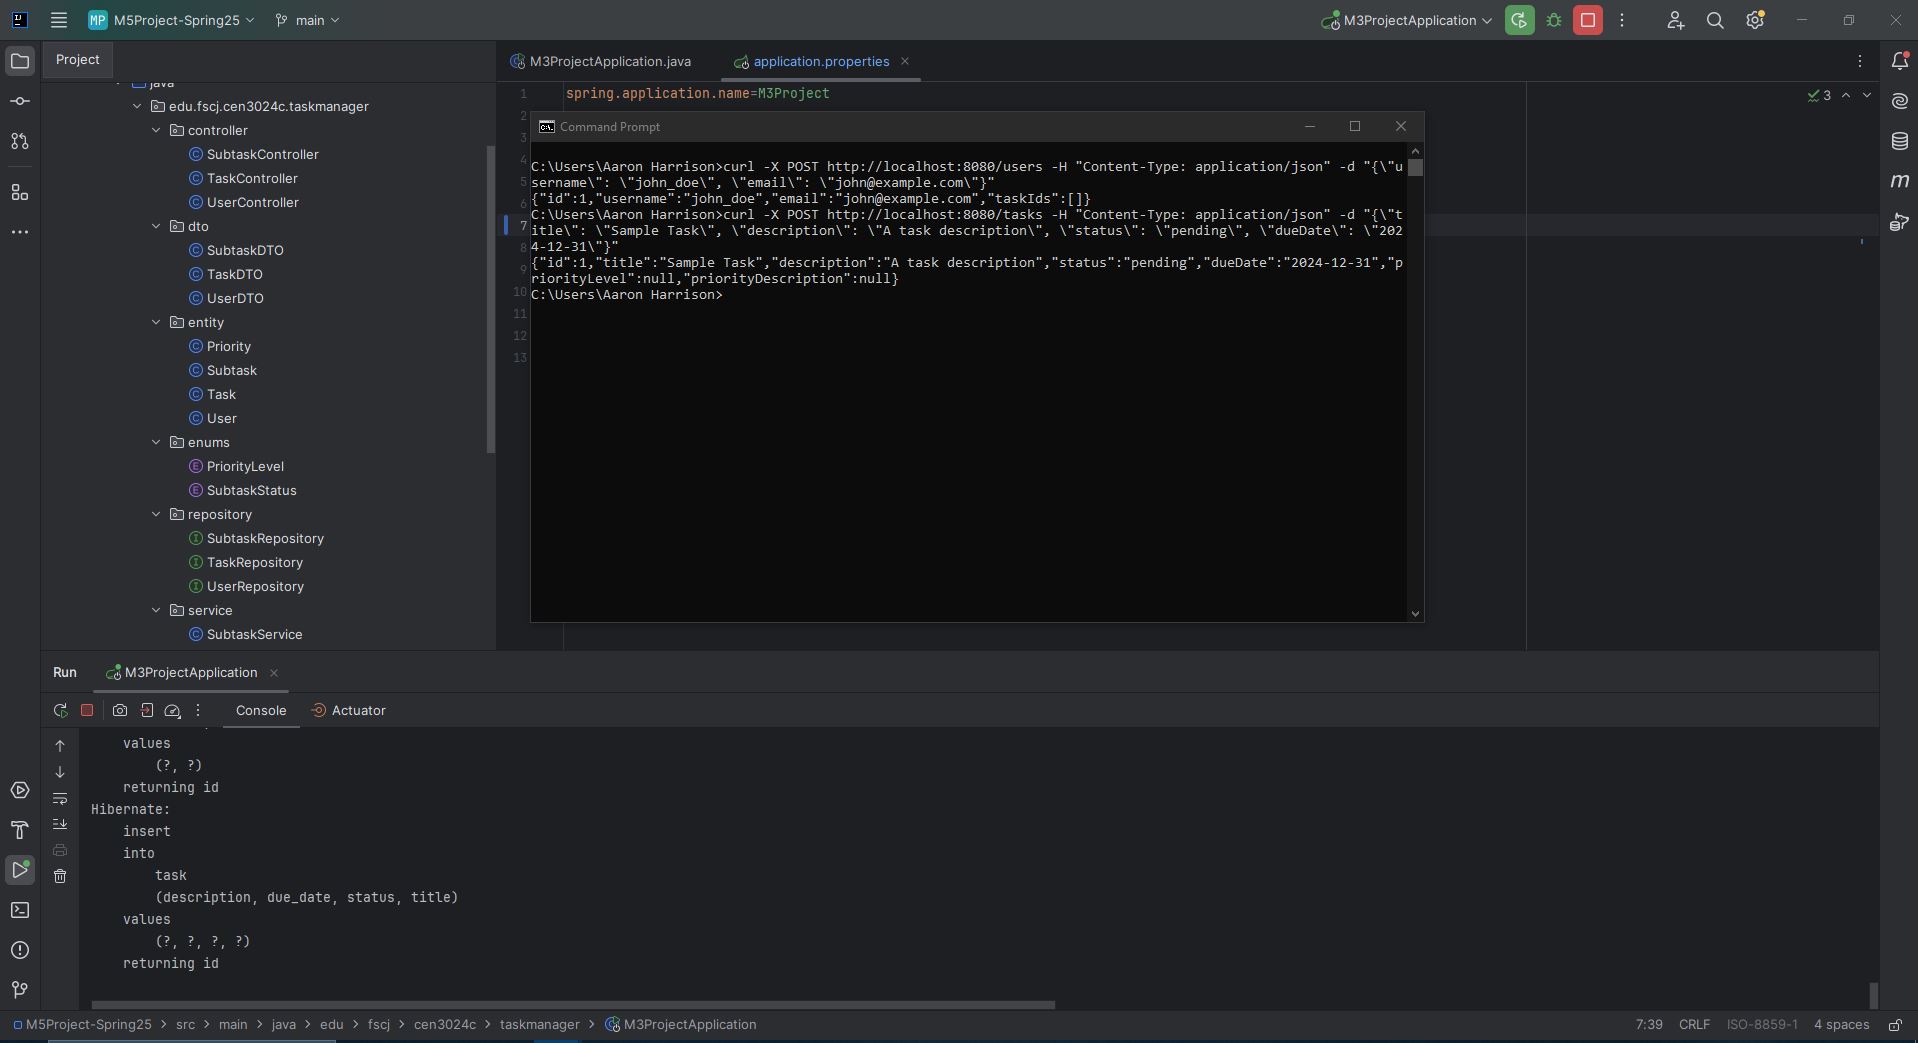 MP M5Project-Spring25 main M3ProjectApplication
Project
java
edu.fscj.cen3024c.taskmanager
controller
SubtaskController
TaskController
UserController
dto
SubtaskDTO
TaskDTO
UserDTO
entity
Priority
Subtask
Task
User
enums
PriorityLevel
SubtaskStatus
repository
SubtaskRepository
TaskRepository
UserRepository
service
SubtaskService
M3ProjectApplication.java application.properties
1 spring.application.name=M3Project
3
2
3
4
5
6
7
8
9
10
11
12
13
Command Prompt
C:\Users\Aaron Harrison>curl -X POST http://localhost:8080/users -H "Content-Type: application/json" -d "{\"u
sername\": \"john_doe\", \"email\": \"john@example.com\"}"
{"id":1,"username":"john_doe","email":"john@example.com","taskIds":[]}
C:\Users\Aaron Harrison>curl -X POST http://localhost:8080/tasks -H "Content-Type: application/json" -d "{\"t
itle\": \"Sample Task\", \"description\": \"A task description\", \"status\": \"pending\", \"dueDate\": \"202
4-12-31\"}"
{"id":1,"title":"Sample Task","description":"A task description","status":"pending","dueDate":"2024-12-31","p
riorityLevel":null,"priorityDescription":null}
C:\Users\Aaron Harrison>
Run M3ProjectApplication
Console Actuator
values
(?, ?)
returning id
Hibernate:
insert
into
task
(description, due_date, status, title)
values
(?, ?, ?, ?)
returning id
M5Project-Spring25 > src > main > java > edu > fscj > cen3024c > taskmanager > M3ProjectApplication
7:39 CRLF ISO-8859-1 4 spaces